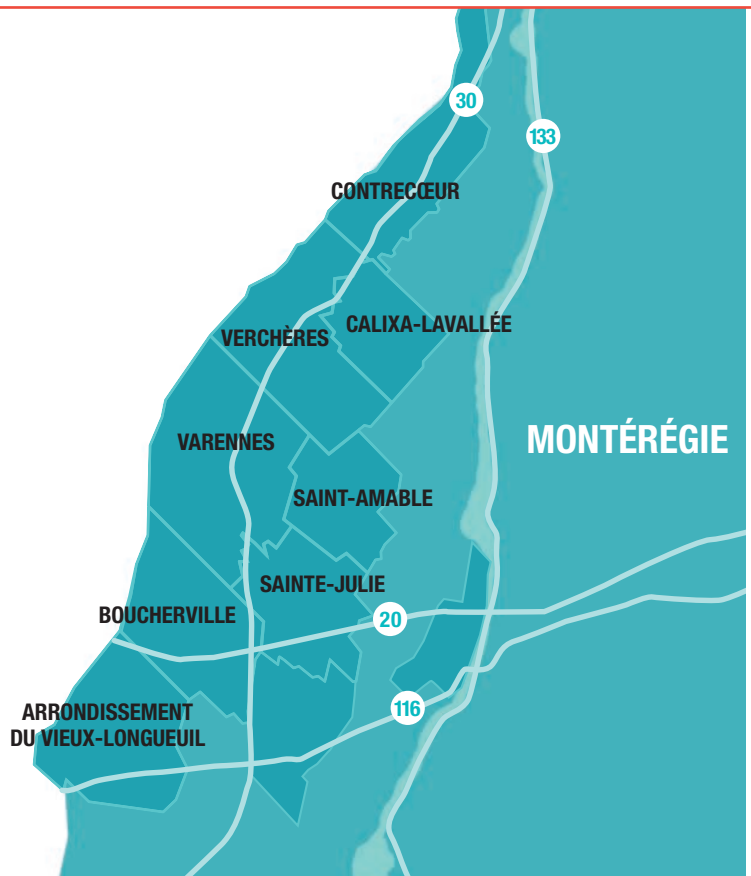 30
133
CONTRECŒUR
CALIXA-LAVALLÉE
VERCHÈRES
MONTÉRÉGIE
VARENNES
SAINT-AMABLE
SAINTE-JULIE
BOUCHERVILLE
20
116
ARRONDISSEMENT
DU VIEUX-LONGUEUIL